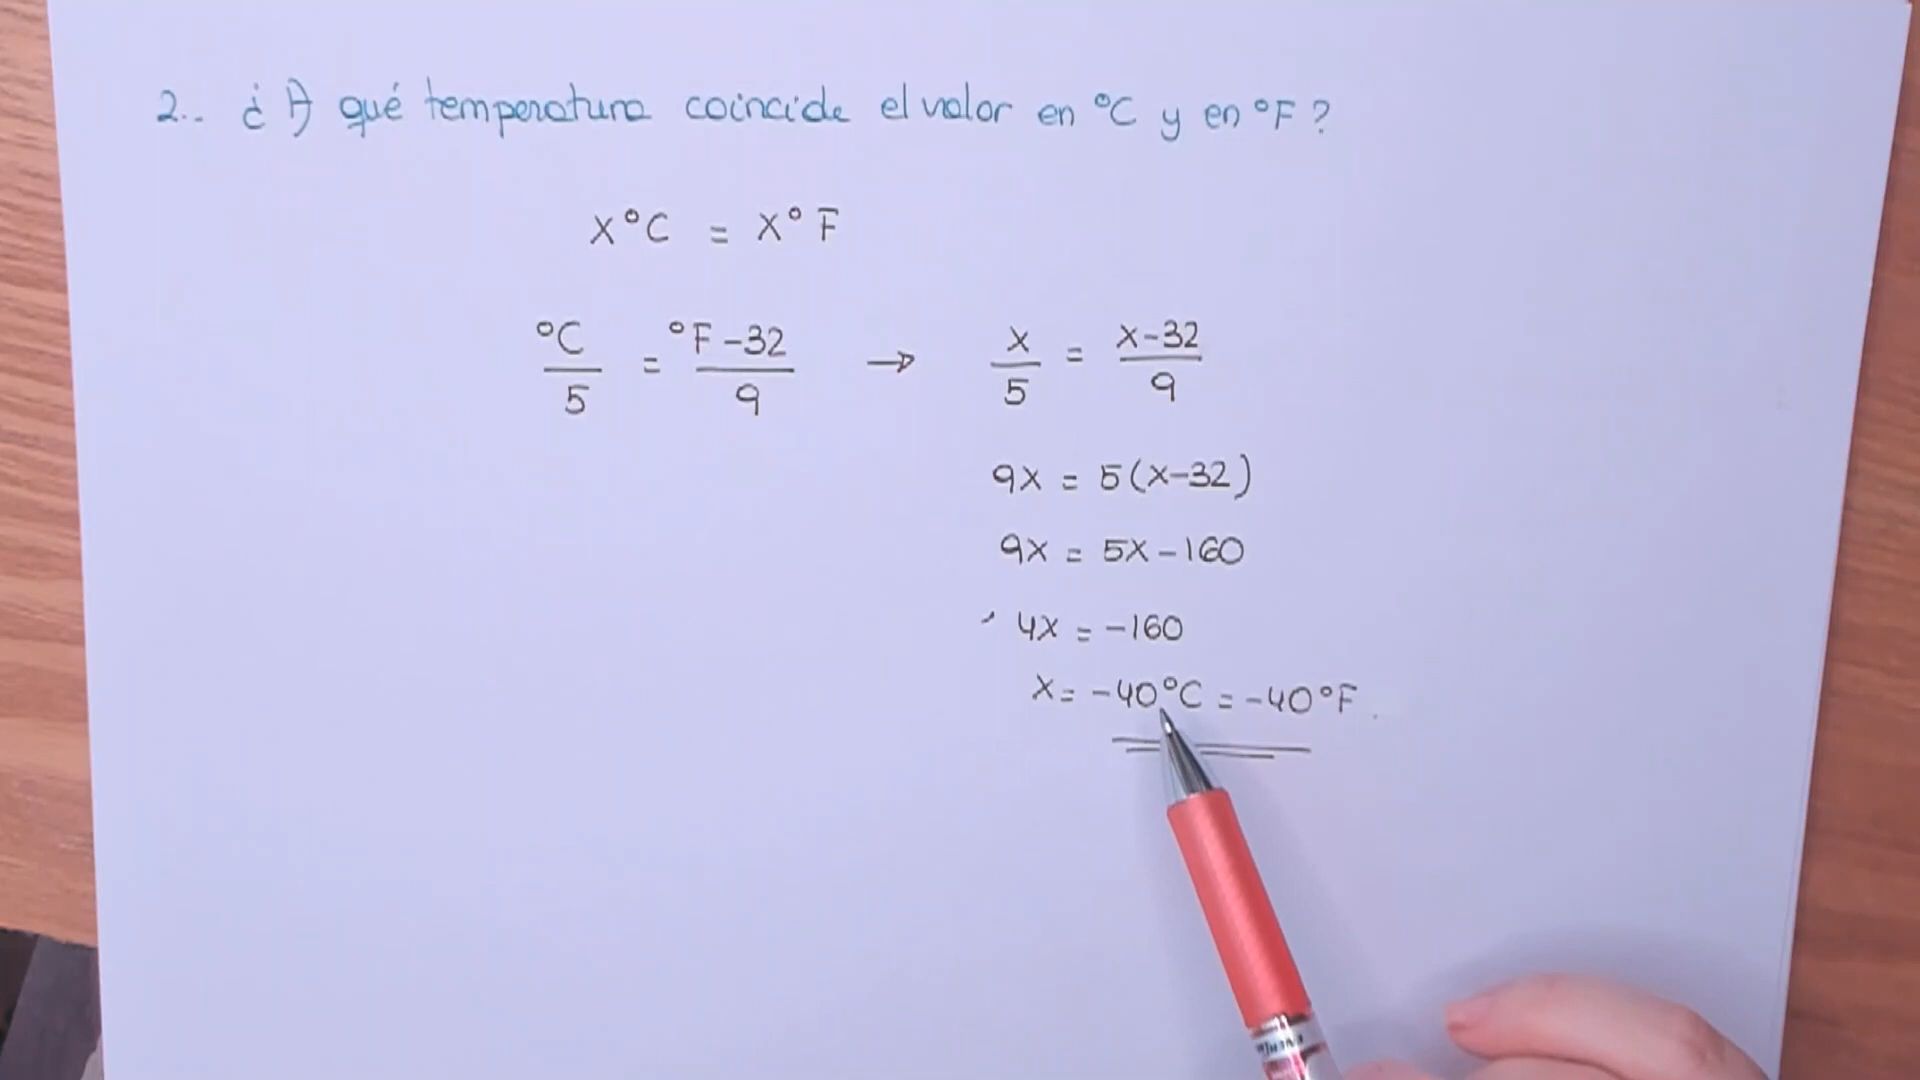 2.. ¿A qué temperatura coincide el valor en °C y en °F?
x°C = x°F
°C/5 = °F-32/9 → x/5 = x-32/9
9x = 5(x-32)
9x = 5x-160
4x = -160
x = -40°C = -40°F.